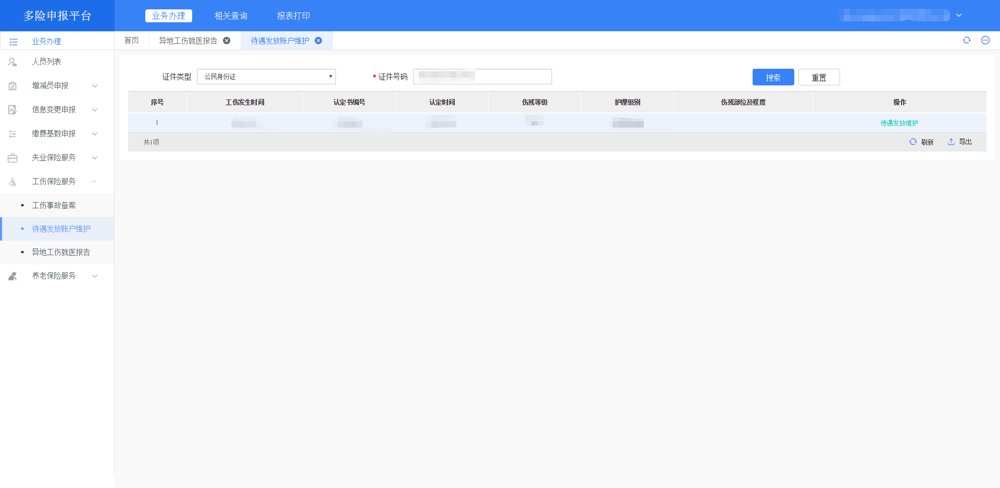 多险申报平台
业务办理 相关查询 报表打印
业务办理
人员列表
增减员申报
信息变更申报
缴费基数申报
失业保险服务
工伤保险服务
工伤事故备案
待遇发放账户维护
异地工伤就医报告
养老保险服务
首页 异地工伤就医报告 待遇发放账户维护
证件类型 公民身份证 * 证件号码 搜索 重置
序号 工伤发生时间 认定书编号 认定时间 伤残等级 护理级别 伤残部位及程度 操作
1 待遇发放维护
共1项 刷新 导出